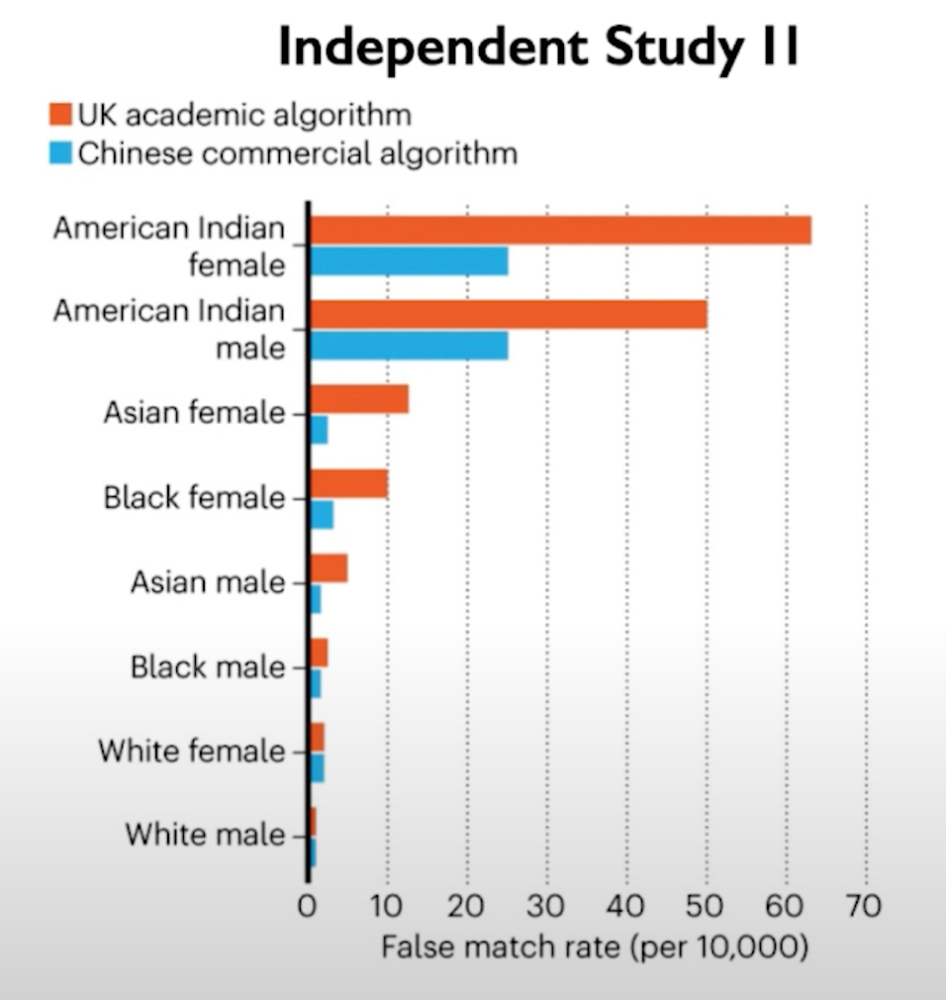 Independent Study II
UK academic algorithm
Chinese commercial algorithm
American Indian
female
American Indian
male
Asian female
Black female
Asian male
Black male
White female
White male
0 10 20 30 40 50 60 70
False match rate (per 10,000)